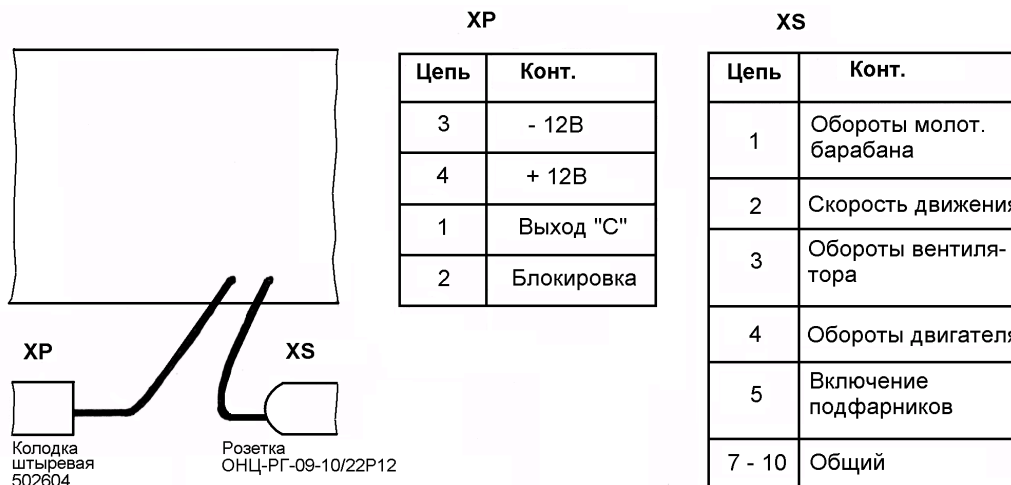 XP
XS
Цепь Конт.
3 - 12В
4 + 12В
1 Выход "С"
2 Блокировка
Цепь Конт.
1 Обороты молот.
барабана
2 Скорость движения
3 Обороты вентиля-
тора
4 Обороты двигателя
5 Включение
подфарников
7 - 10 Общий
XP
XS
Колодка
штыревая
502604
Розетка
ОНЦ-РГ-09-10/22Р12